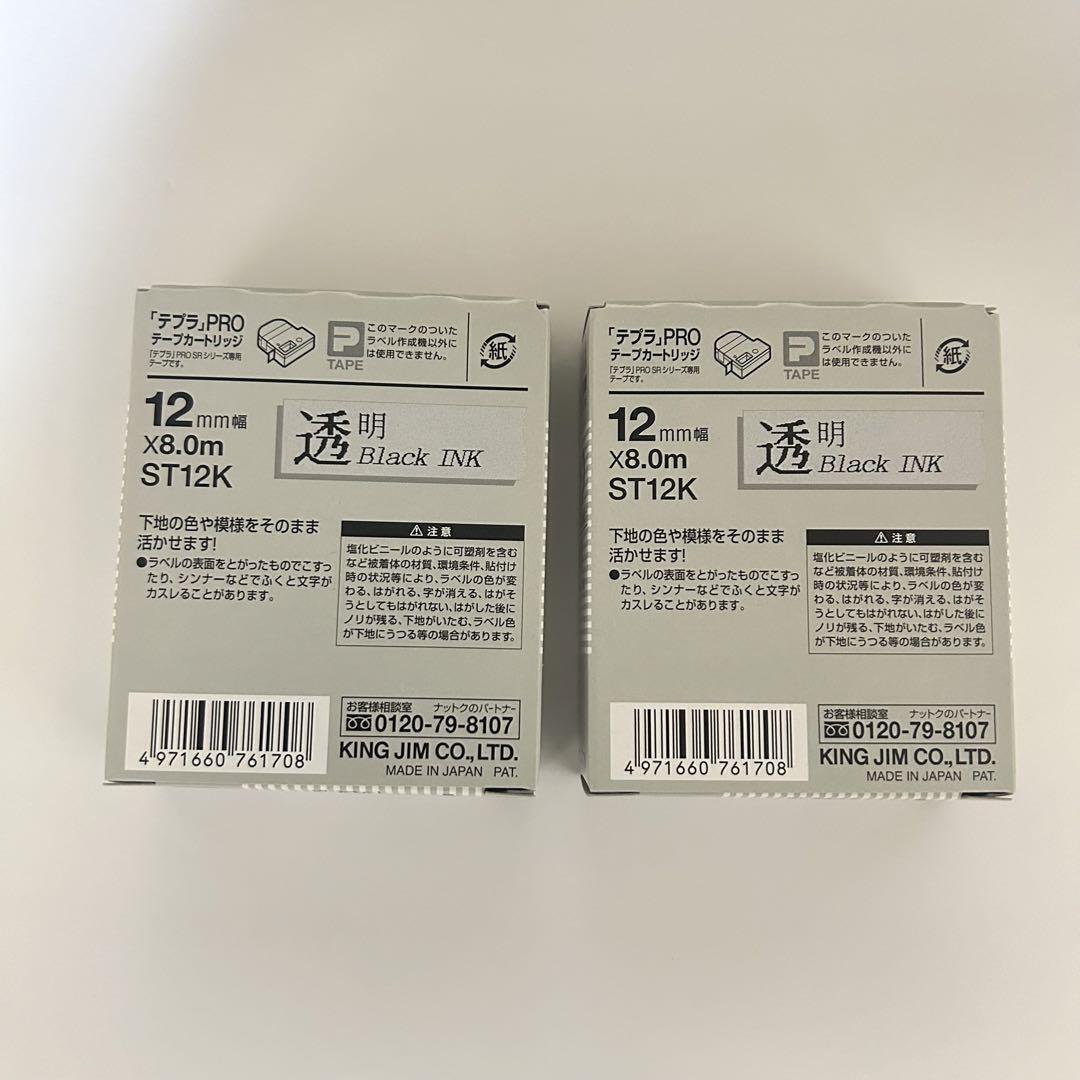 「テプラ」PRO
テープカートリッジ
「テプラ」PRO SRシリーズ専用
テープです。
P
TAPE
このマークのついた
ラベル作成機以外に
は使用できません。
紙
12mm幅
X8.0m
ST12K
透明
Black INK
下地の色や模様をそのまま
活かせます!
●ラベルの表面をとがったものでこすっ
たり、シンナーなどでふくと文字が
カスレることがあります。
⚠注意
塩化ビニールのように可塑剤を含む
など被着体の材質、環境条件、貼付け
時の状況等により、ラベルの色が変
わる、はがれる、字が消える、はがそ
うとしてもはがれない、はがした後に
ノリが残る、下地がいたむ、ラベル色
が下地にうつる等の場合があります。
4 971660 761708
お客様相談室 ナットクのパートナー
0120-79-8107
KING JIM CO.,LTD.
MADE IN JAPAN PAT.
「テプラ」PRO
テープカートリッジ
「テプラ」PRO SRシリーズ専用
テープです。
P
TAPE
このマークのついた
ラベル作成機以外に
は使用できません。
紙
12mm幅
X8.0m
ST12K
透明
Black INK
下地の色や模様をそのまま
活かせます!
●ラベルの表面をとがったものでこすっ
たり、シンナーなどでふくと文字が
カスレることがあります。
⚠注意
塩化ビニールのように可塑剤を含む
など被着体の材質、環境条件、貼付け
時の状況等により、ラベルの色が変
わる、はがれる、字が消える、はがそ
うとしてもはがれない、はがした後に
ノリが残る、下地がいたむ、ラベル色
が下地にうつる等の場合があります。
4 971660 761708
お客様相談室 ナットクのパートナー
0120-79-8107
KING JIM CO.,LTD.
MADE IN JAPAN PAT.